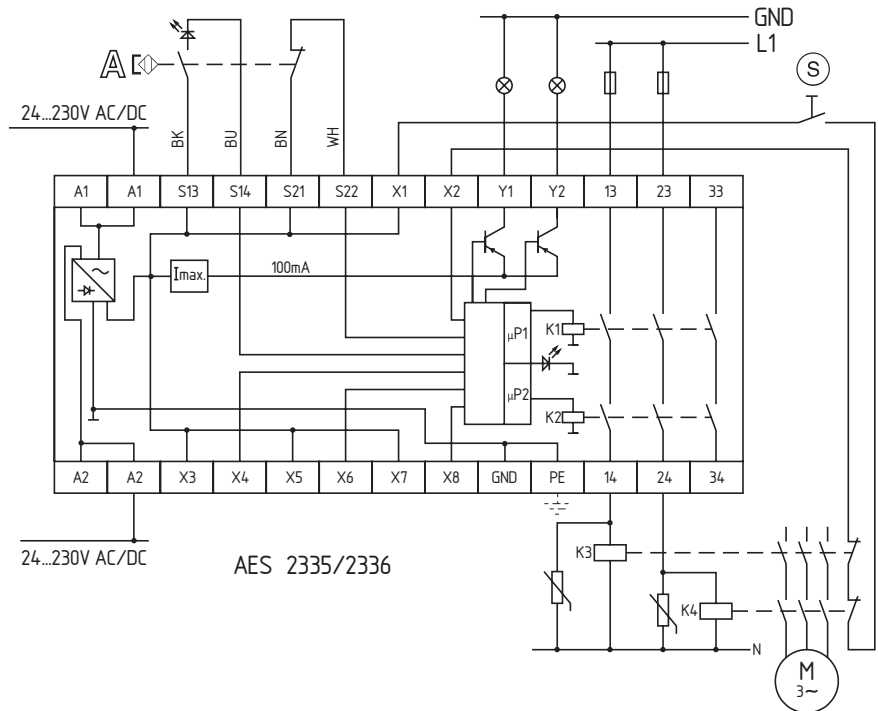 GND
L1
A
S
24...230V AC/DC
BK
BU
BN
WH
A1 A1 S13 S14 S21 S22 X1 X2 Y1 Y2 13 23 33
Imax.
100mA
µP1
K1
µP2
K2
A2 A2 X3 X4 X5 X6 X7 X8 GND PE 14 24 34
24...230V AC/DC
AES 2335/2336
K3
K4
N
M
3~